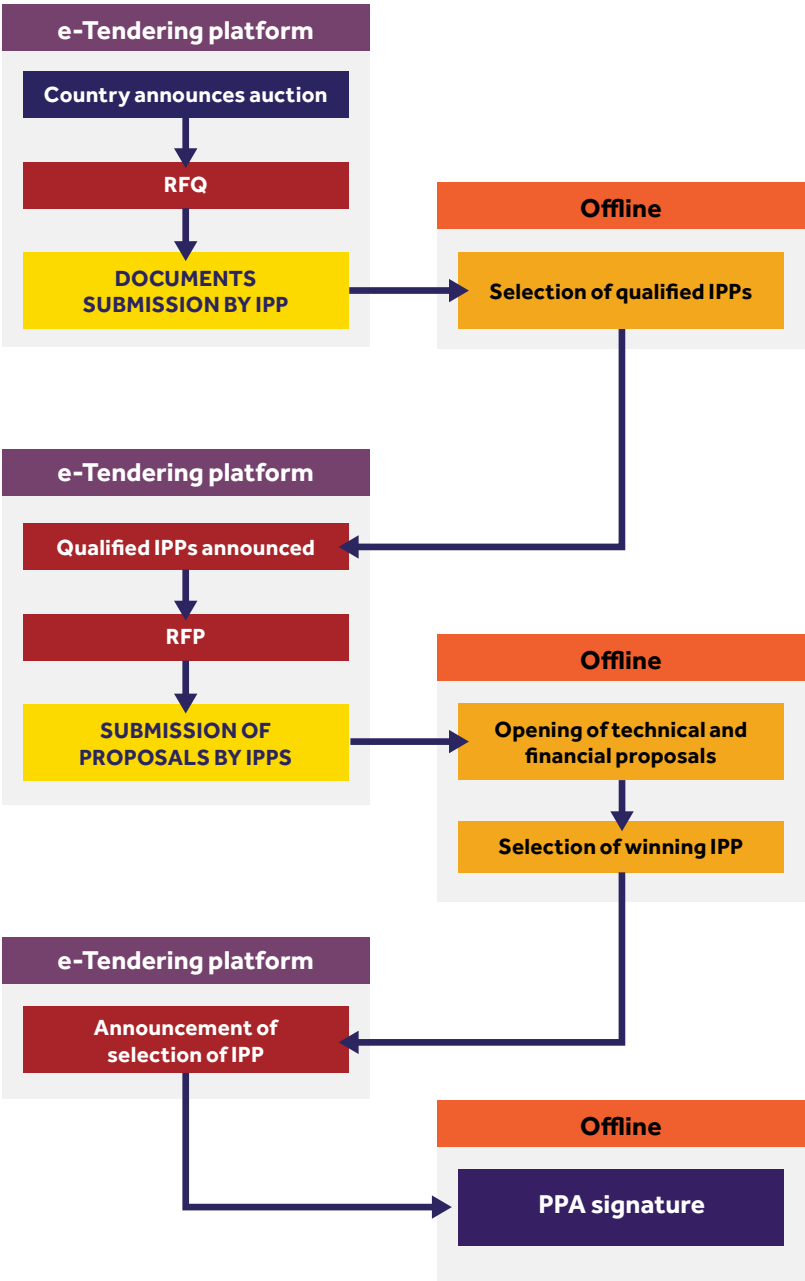 e-Tendering platform
Country announces auction
RFQ
DOCUMENTS
SUBMISSION BY IPP
Offline
Selection of qualified IPPs
e-Tendering platform
Qualified IPPs announced
RFP
SUBMISSION OF
PROPOSALS BY IPPS
Offline
Opening of technical and
financial proposals
Selection of winning IPP
e-Tendering platform
Announcement of
selection of IPP
Offline
PPA signature